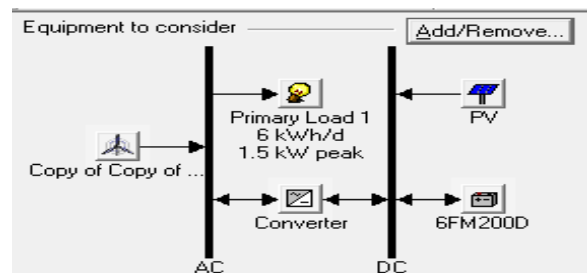 Equipment to consider
Add/Remove...
Primary Load 1
6 kWh/d
1.5 kW peak
PV
Copy of Copy of ...
Converter
6FM200D
AC
DC